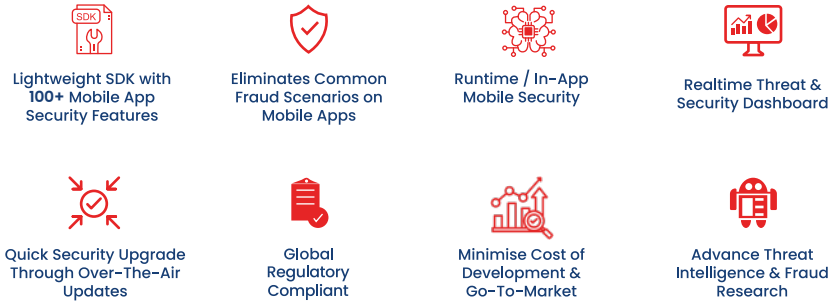 SDK
Lightweight SDK with
100+ Mobile App
Security Features
Eliminates Common
Fraud Scenarios on
Mobile Apps
Runtime / In-App
Mobile Security
Realtime Threat &
Security Dashboard
Quick Security Upgrade
Through Over-The-Air
Updates
Global
Regulatory
Compliant
Minimise Cost of
Development &
Go-To-Market
Advance Threat
Intelligence & Fraud
Research